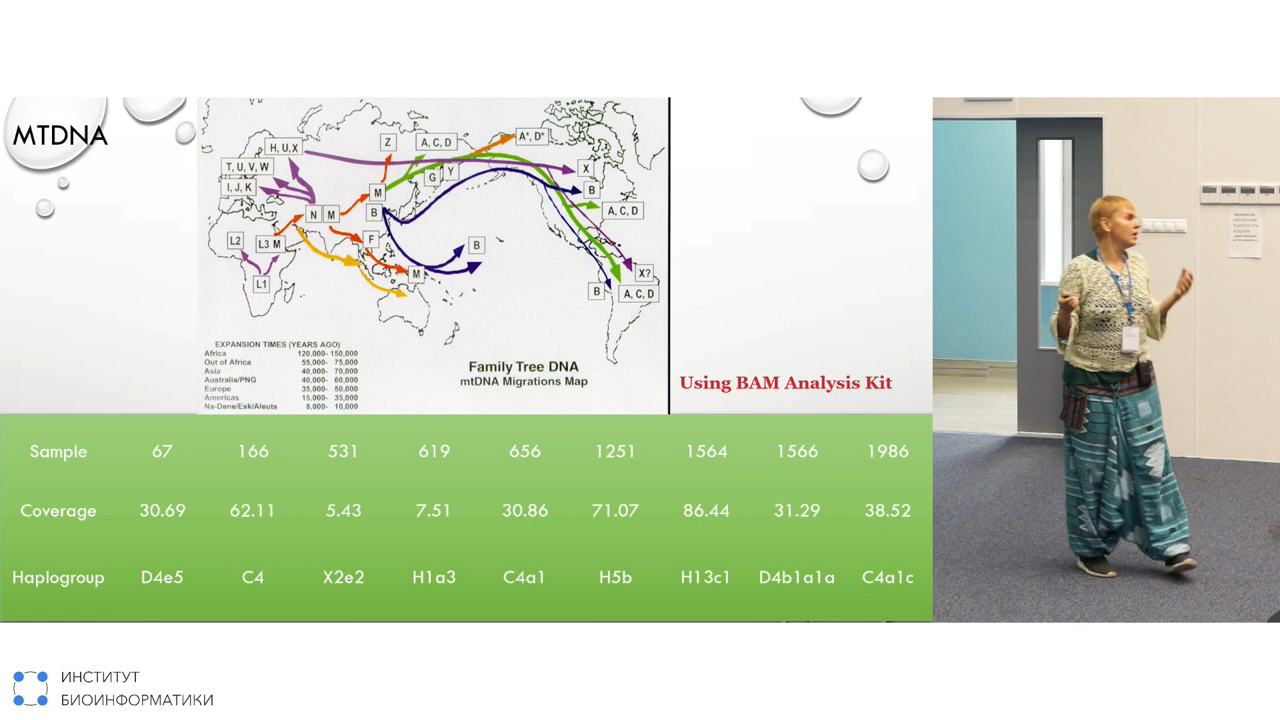 MTDNA
H, U, X
Z
A, C, D
A*, D*
T, U, V, W
I, J, K
G
Y
X
B
A, C, D
M
B
N
M
L2
L3 M
F
B
L1
M
X?
B
A, C, D
EXPANSION TIMES (YEARS AGO)
Africa 120,000- 150,000
Out of Africa 55,000- 75,000
Asia 40,000- 70,000
Australia/PNG 40,000- 60,000
Europe 35,000- 50,000
Americas 15,000- 35,000
Na-Dene/Esk/Aleuts 8,000- 10,000
Family Tree DNA
mtDNA Migrations Map
Using BAM Analysis Kit
Sample 67 166 531 619 656 1251 1564 1566 1986
Coverage 30.69 62.11 5.43 7.51 30.86 71.07 86.44 31.29 38.52
Haplogroup D4e5 C4 X2e2 H1a3 C4a1 H5b H13c1 D4b1a1a C4a1c
ИНСТИТУТ
БИОИНФОРМАТИКИ